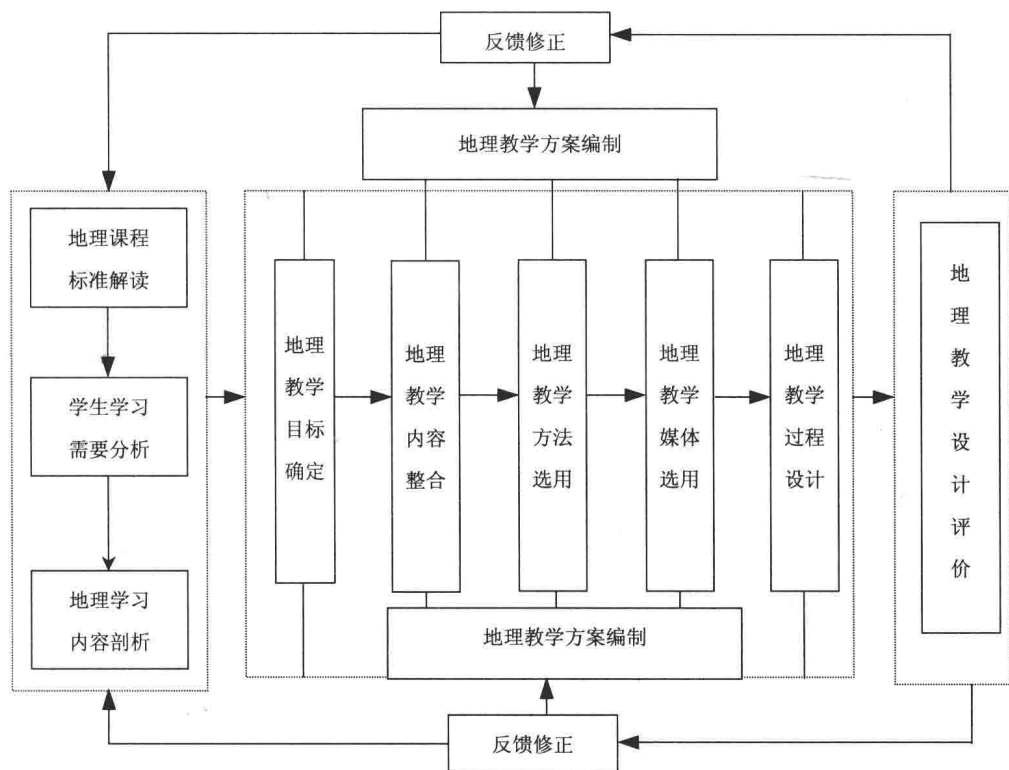 反馈修正
地理教学方案编制
地理课程
标准解读
学生学习
需要分析
地理学习
内容剖析
地理
教学
目标
确定
地理
教学
内容
整合
地理
教学
方法
选用
地理
教学
媒体
选用
地理
教学
过程
设计
地
理
教
学
设
计
评
价
地理教学方案编制
反馈修正